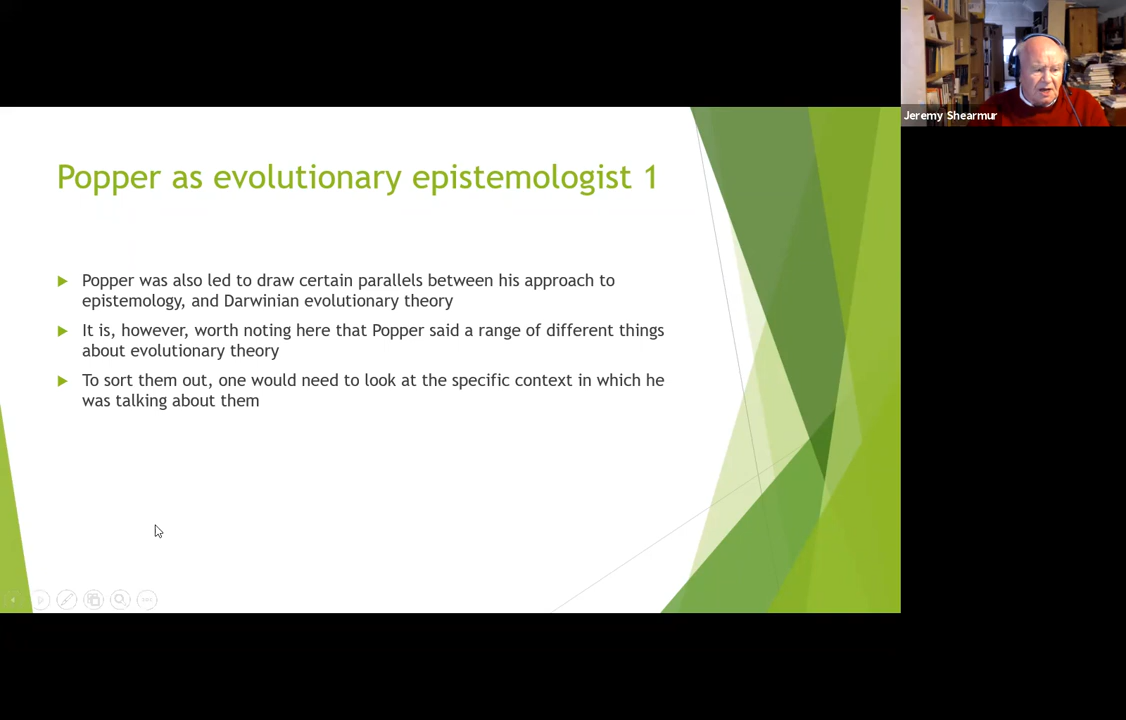 Jeremy Shearmur
Popper as evolutionary epistemologist 1
Popper was also led to draw certain parallels between his approach to
epistemology, and Darwinian evolutionary theory
It is, however, worth noting here that Popper said a range of different things
about evolutionary theory
To sort them out, one would need to look at the specific context in which he
was talking about them